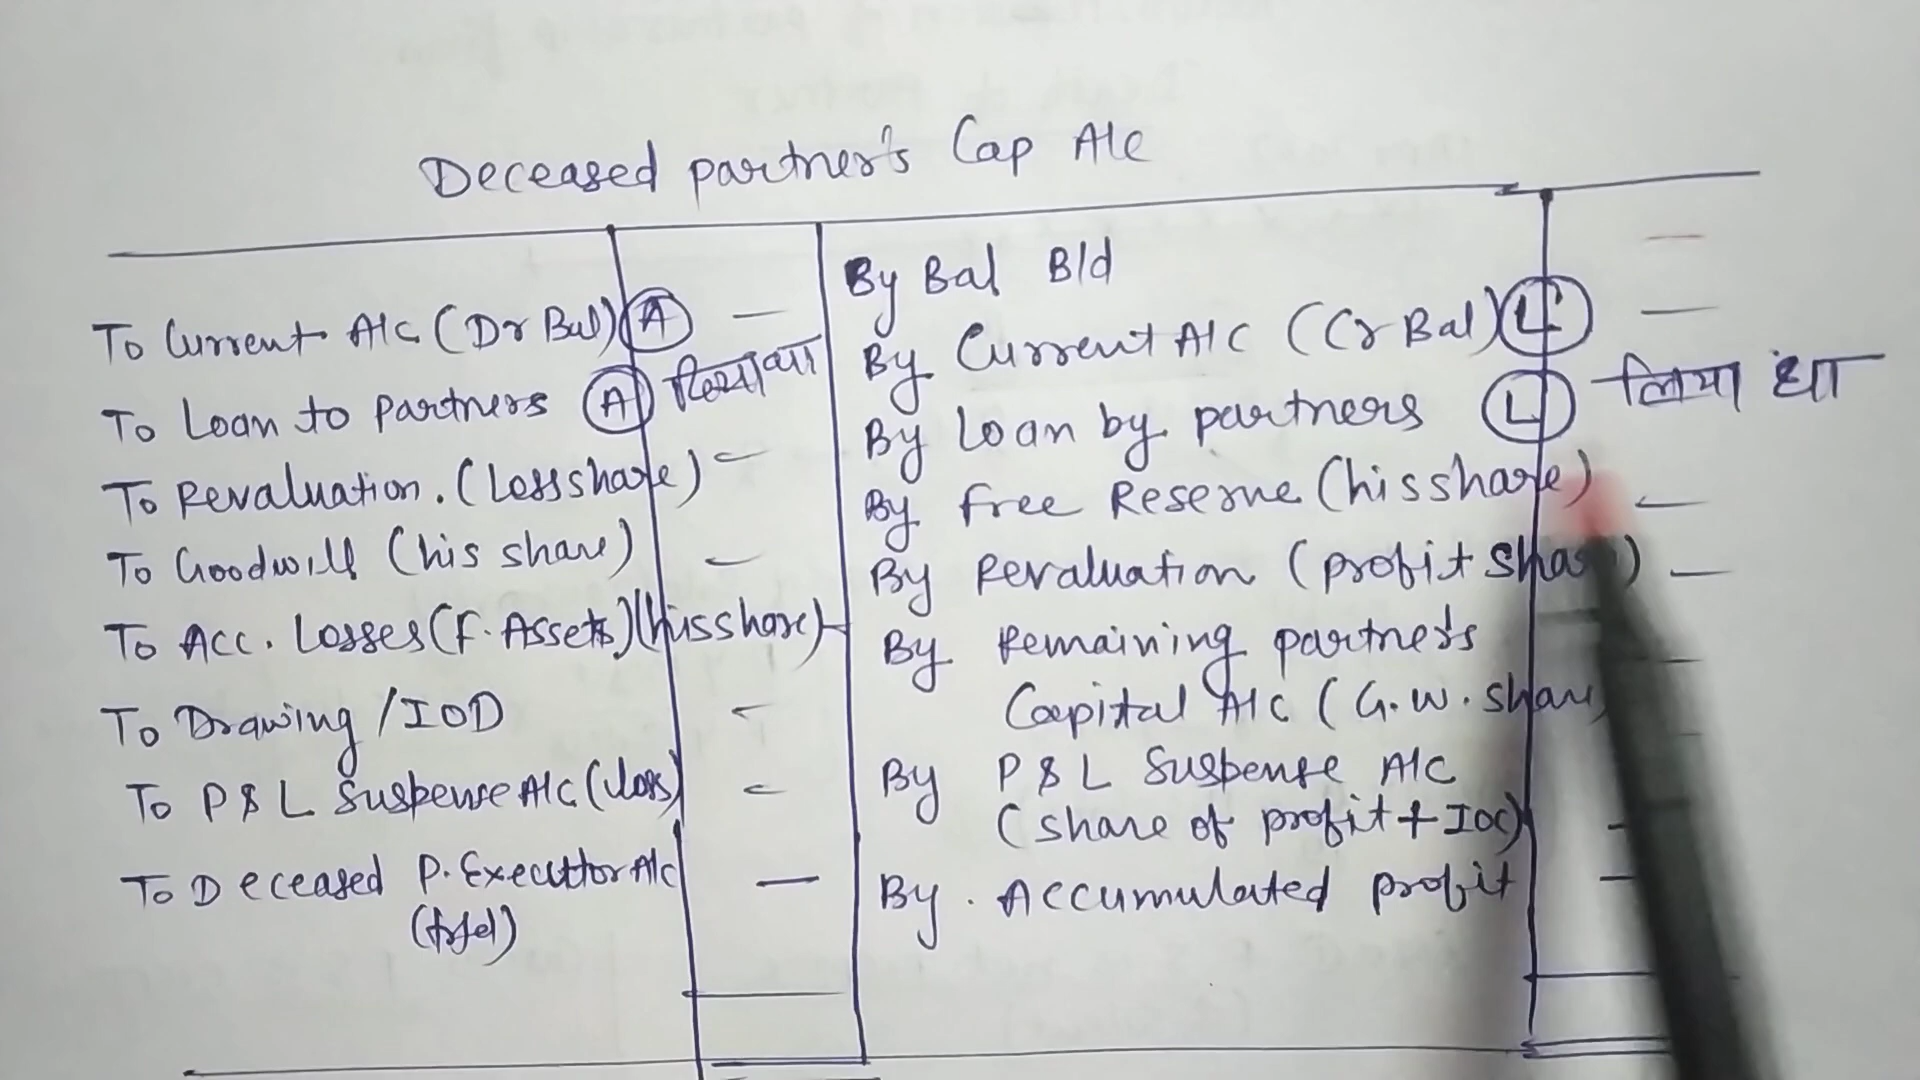 Deceased partner's Cap A/c
To Current A/c (Dr Bal) A —
To Loan to partners A दिया था
To Revaluation. (Loss share) —
To Goodwill (his share) —
To Acc. Losses (F. Assets) (his share) —
To Drawing / IOD —
To P & L Suspense A/c (loss) —
To Deceased P. Executtor A/c —
(trfd)
By Bal B/d —
By Current A/c (Cr Bal) L —
By Loan by partners L लिया था
By free Reserve (his share) —
By Revaluation (profit share) —
By Remaining partner's —
Capital A/c (G.W. share)
By P & L Suspense A/c
(share of profit + IOC) -
By. Accumulated profit —